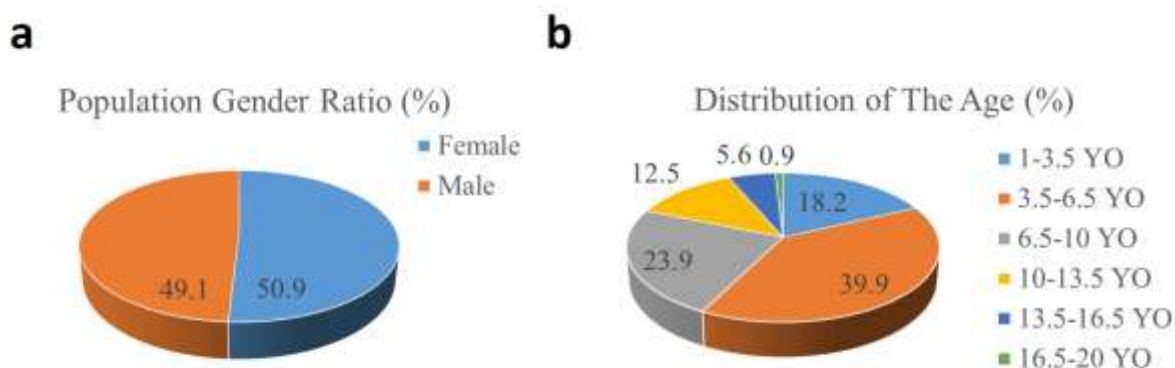 a
Population Gender Ratio (%)
Female
Male
49.1
50.9
b
Distribution of The Age (%)
5.6
0.9
12.5
18.2
23.9
39.9
1-3.5 YO
3.5-6.5 YO
6.5-10 YO
10-13.5 YO
13.5-16.5 YO
16.5-20 YO